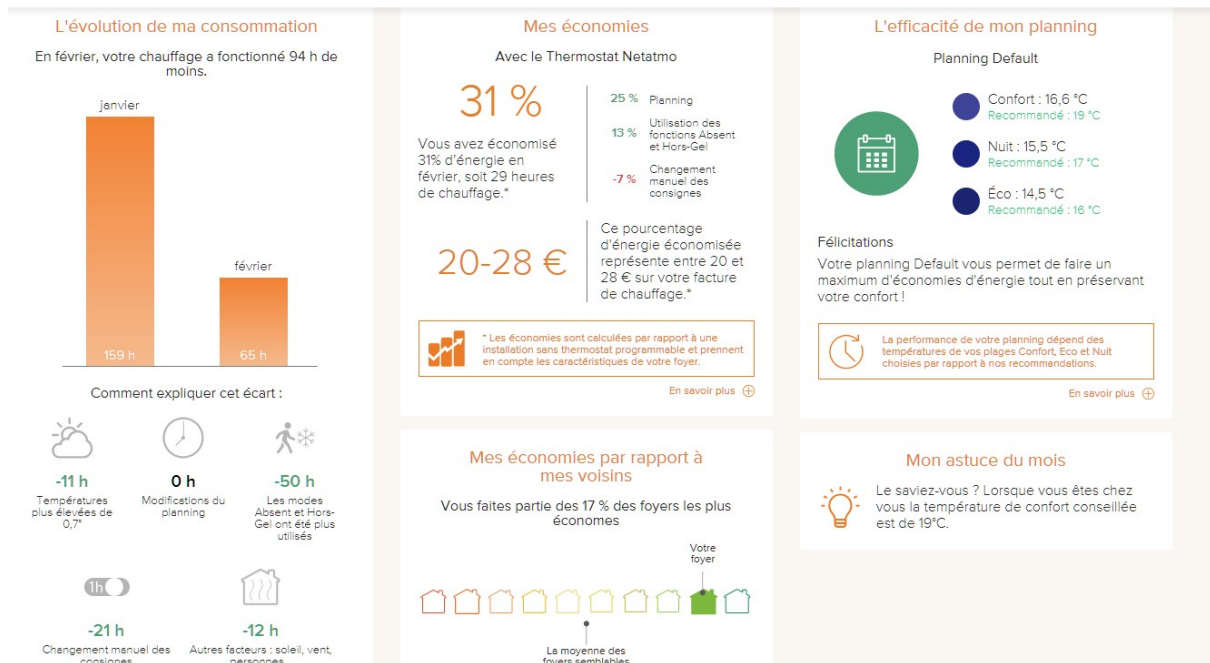 L'évolution de ma consommation
En février, votre chauffage a fonctionné 94 h de
moins.
janvier
février
159 h
65 h
Comment expliquer cet écart :
-11 h
Températures
plus élevées de
0,7°
0 h
Modifications du
planning
-50 h
Les modes
Absent et Hors-
Gel ont été plus
utilisés
1h
-21 h
Changement manuel des
consignes
-12 h
Autres facteurs : soleil, vent,
personnes
Mes économies
Avec le Thermostat Netatmo
31 %
Vous avez économisé
31% d'énergie en
février, soit 29 heures
de chauffage.*
25 % Planning
13 % Utilisation des
fonctions Absent
et Hors-Gel
-7 % Changement
manuel des
consignes
20-28 €
Ce pourcentage
d'énergie économisée
représente entre 20 et
28 € sur votre facture
de chauffage.*
* Les économies sont calculées par rapport à une
installation sans thermostat programmable et prennent
en compte les caractéristiques de votre foyer.
En savoir plus
Mes économies par rapport à
mes voisins
Vous faites partie des 17 % des foyers les plus
économes
Votre
foyer
La moyenne des
foyers semblables
L'efficacité de mon planning
Planning Default
Confort : 16,6 °C
Recommandé : 19 °C
Nuit : 15,5 °C
Recommandé : 17 °C
Éco : 14,5 °C
Recommandé : 16 °C
Félicitations
Votre planning Default vous permet de faire un
maximum d'économies d'énergie tout en préservant
votre confort !
La performance de votre planning dépend des
températures de vos plages Confort, Eco et Nuit
choisies par rapport à nos recommandations.
En savoir plus
Mon astuce du mois
Le saviez-vous ? Lorsque vous êtes chez
vous la température de confort conseillée
est de 19°C.